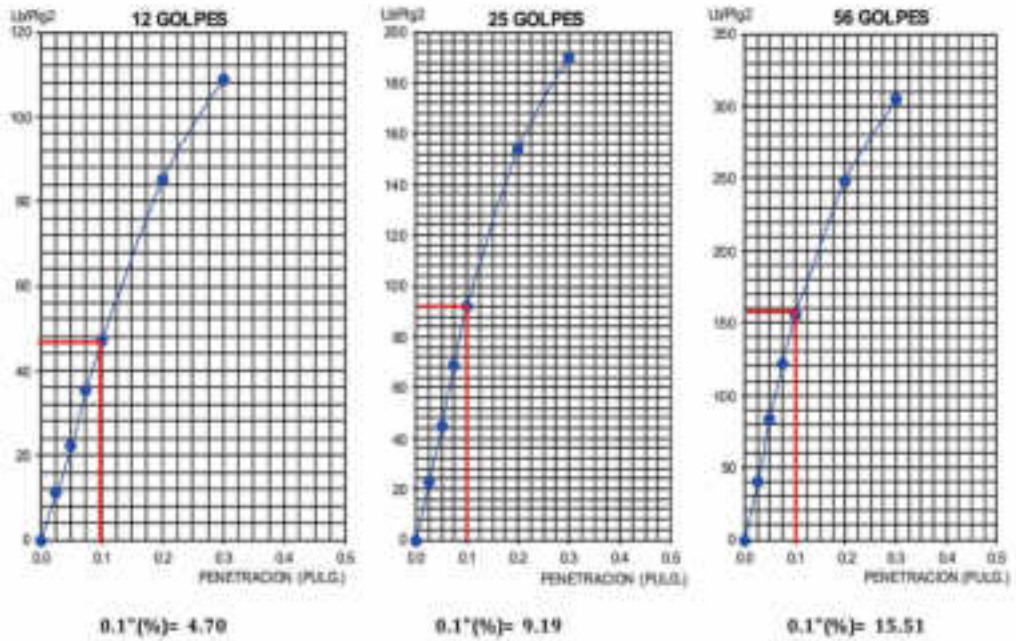 Lb/Plg2
12 GOLPES
120
100
80
60
40
20
0
0.0 0.1 0.2 0.3 0.4 0.5
PENETRACION (PULG.)
0.1"(%)= 4.70
Lb/Plg2
25 GOLPES
200
180
160
140
120
100
80
60
40
20
0
0.0 0.1 0.2 0.3 0.4 0.5
PENETRACION (PULG.)
0.1"(%)= 9.19
Lb/Plg2
56 GOLPES
350
300
250
200
150
100
50
0
0.0 0.1 0.2 0.3 0.4 0.5
PENETRACION (PULG.)
0.1"(%)= 15.51